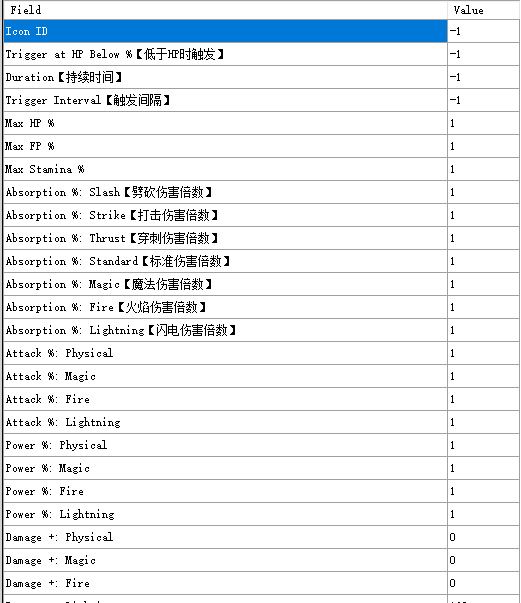 Field Value
Icon ID -1
Trigger at HP Below %【低于HP时触发】 -1
Duration【持续时间】 -1
Trigger Interval【触发间隔】 -1
Max HP % 1
Max FP % 1
Max Stamina % 1
Absorption %: Slash【劈砍伤害倍数】 1
Absorption %: Strike【打击伤害倍数】 1
Absorption %: Thrust【穿刺伤害倍数】 1
Absorption %: Standard【标准伤害倍数】 1
Absorption %: Magic【魔法伤害倍数】 1
Absorption %: Fire【火焰伤害倍数】 1
Absorption %: Lightning【闪电伤害倍数】 1
Attack %: Physical 1
Attack %: Magic 1
Attack %: Fire 1
Attack %: Lightning 1
Power %: Physical 1
Power %: Magic 1
Power %: Fire 1
Power %: Lightning 1
Damage +: Physical 0
Damage +: Magic 0
Damage +: Fire 0